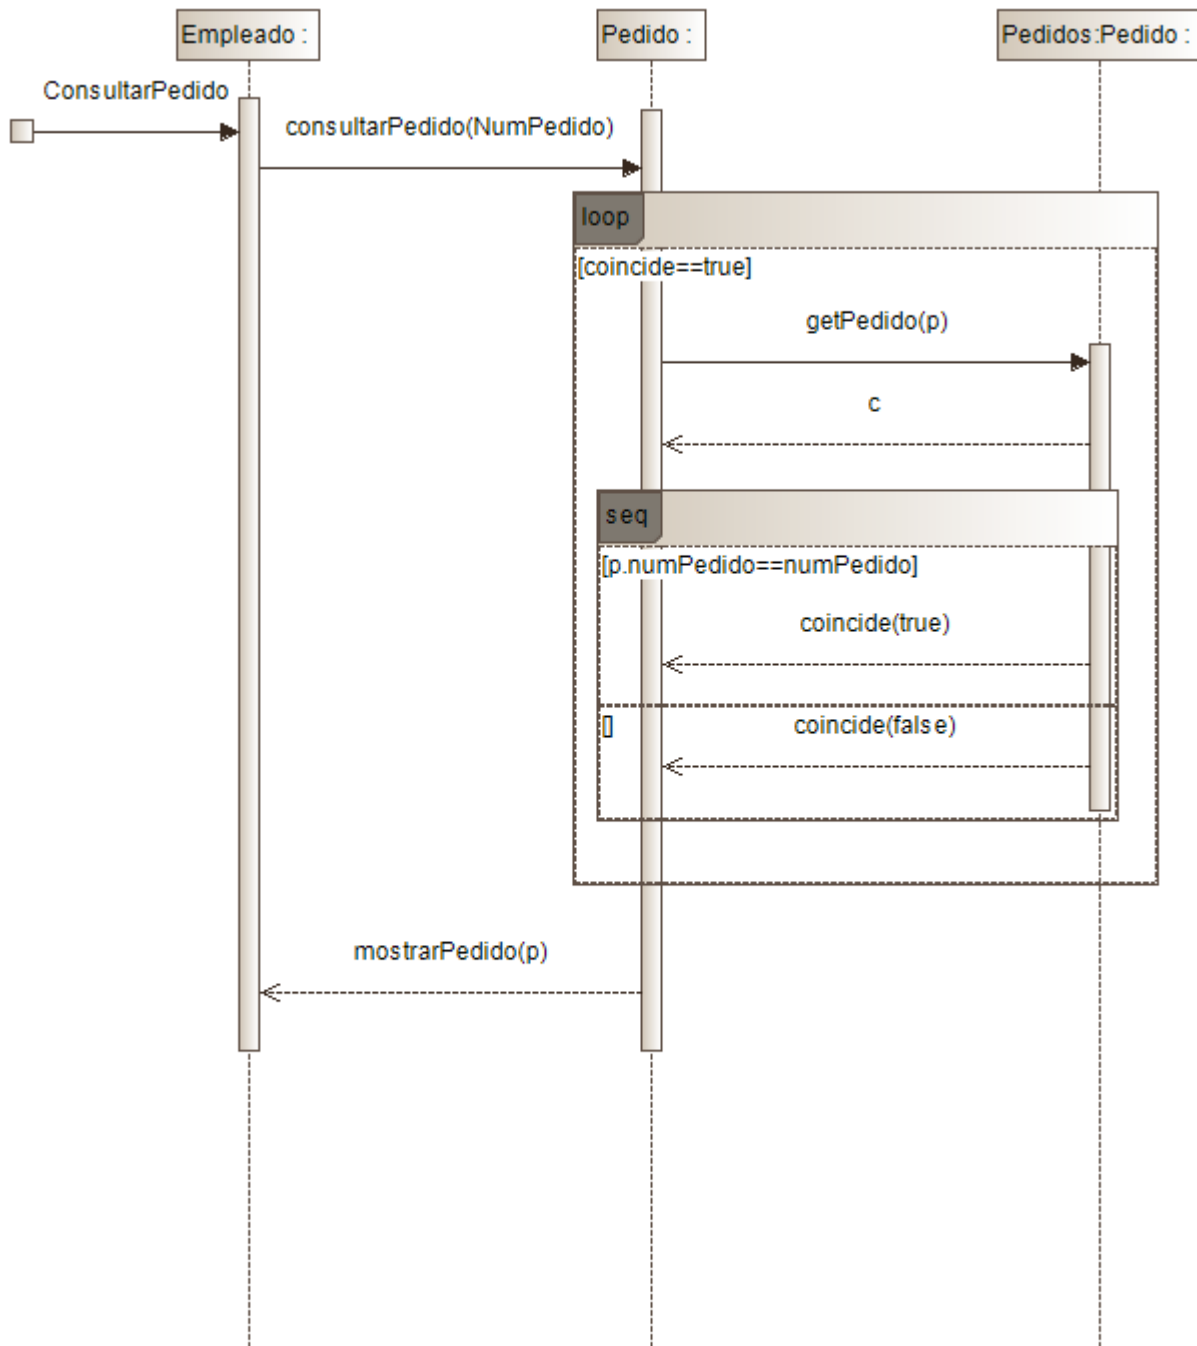 Empleado :
Pedido :
Pedidos:Pedido :
ConsultarPedido
consultarPedido(NumPedido)
loop
[coincide==true]
getPedido(p)
c
seq
[p.numPedido==numPedido]
coincide(true)
[]
coincide(false)
mostrarPedido(p)